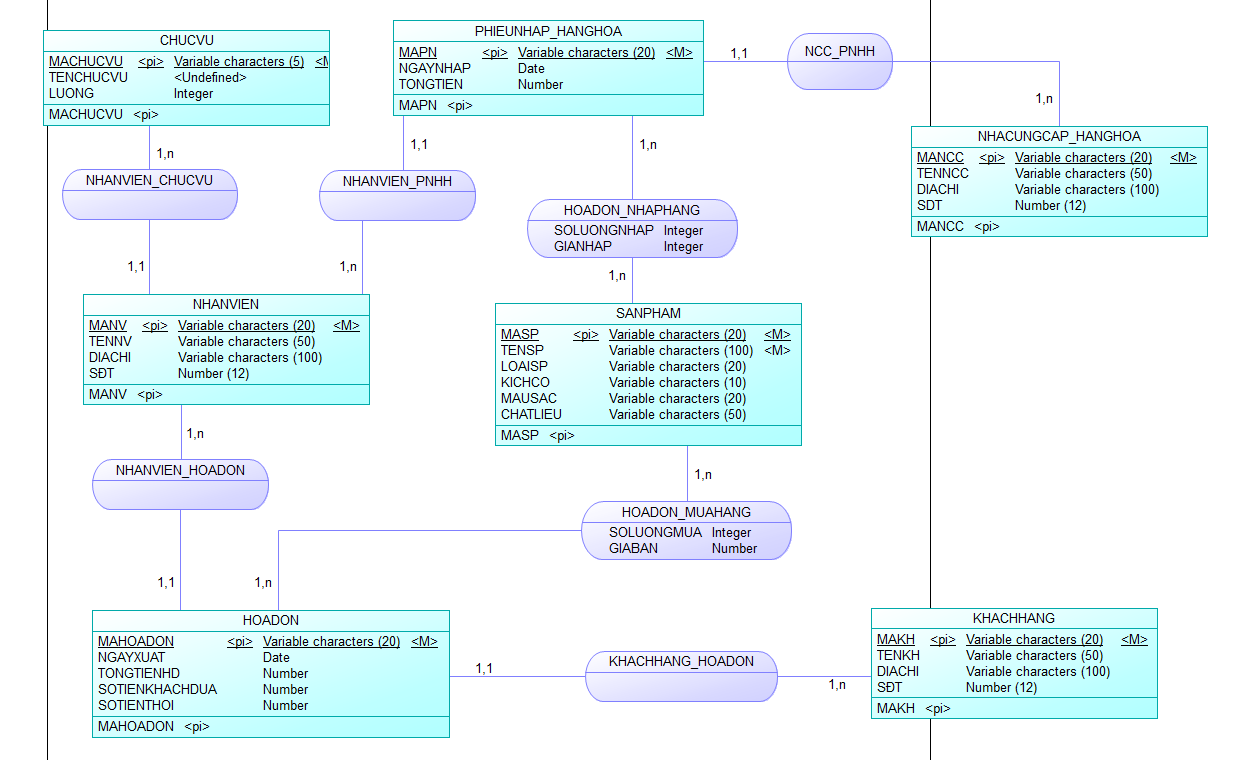 CHUCVU
MACHUCVU <pi> Variable characters (5) <M
TENCHUCVU <Undefined>
LUONG Integer
MACHUCVU <pi>
PHIEUNHAP_HANGHOA
MAPN <pi> Variable characters (20) <M>
NGAYNHAP Date
TONGTIEN Number
MAPN <pi>
1,1
NCC_PNHH
1,n
NHACUNGCAP_HANGHOA
MANCC <pi> Variable characters (20) <M>
TENNCC Variable characters (50)
DIACHI Variable characters (100)
SDT Number (12)
MANCC <pi>
1,n
NHANVIEN_CHUCVU
1,1
1,1
NHANVIEN_PNHH
1,n
1,n
HOADON_NHAPHANG
SOLUONGNHAP Integer
GIANHAP Integer
1,n
NHANVIEN
MANV <pi> Variable characters (20) <M>
TENNV Variable characters (50)
DIACHI Variable characters (100)
SĐT Number (12)
MANV <pi>
SANPHAM
MASP <pi> Variable characters (20) <M>
TENSP Variable characters (100) <M>
LOAISP Variable characters (20)
KICHCO Variable characters (10)
MAUSAC Variable characters (20)
CHATLIEU Variable characters (50)
MASP <pi>
1,n
NHANVIEN_HOADON
1,1
1,n
HOADON_MUAHANG
SOLUONGMUA Integer
GIABAN Number
1,n
HOADON
MAHOADON <pi> Variable characters (20) <M>
NGAYXUAT Date
TONGTIENHD Number
SOTIENKHACHDUA Number
SOTIENTHOI Number
MAHOADON <pi>
1,1
KHACHHANG_HOADON
1,n
KHACHHANG
MAKH <pi> Variable characters (20) <M>
TENKH Variable characters (50)
DIACHI Variable characters (100)
SĐT Number (12)
MAKH <pi>